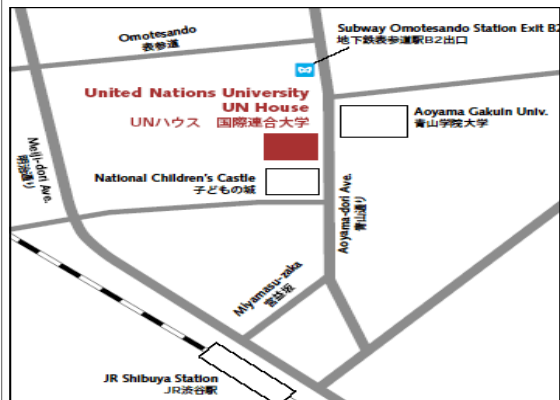 Subway Omotesando Station Exit B2
地下鉄表参道駅B2出口
Omotesando
表参道
United Nations University
UN House
UNハウス 国際連合大学
Aoyama Gakuin Univ.
青山学院大学
Meiji-dori Ave.
明治通り
National Children's Castle
子どもの城
Aoyama-dori Ave.
青山通り
Miyamasu-zaka
宮益坂
JR Shibuya Station
JR渋谷駅